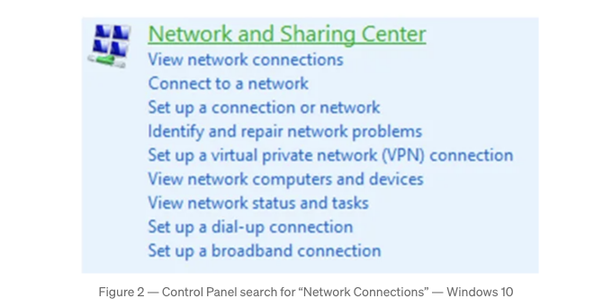 Network and Sharing Center
View network connections
Connect to a network
Set up a connection or network
Identify and repair network problems
Set up a virtual private network (VPN) connection
View network computers and devices
View network status and tasks
Set up a dial-up connection
Set up a broadband connection
Figure 2 — Control Panel search for “Network Connections” — Windows 10